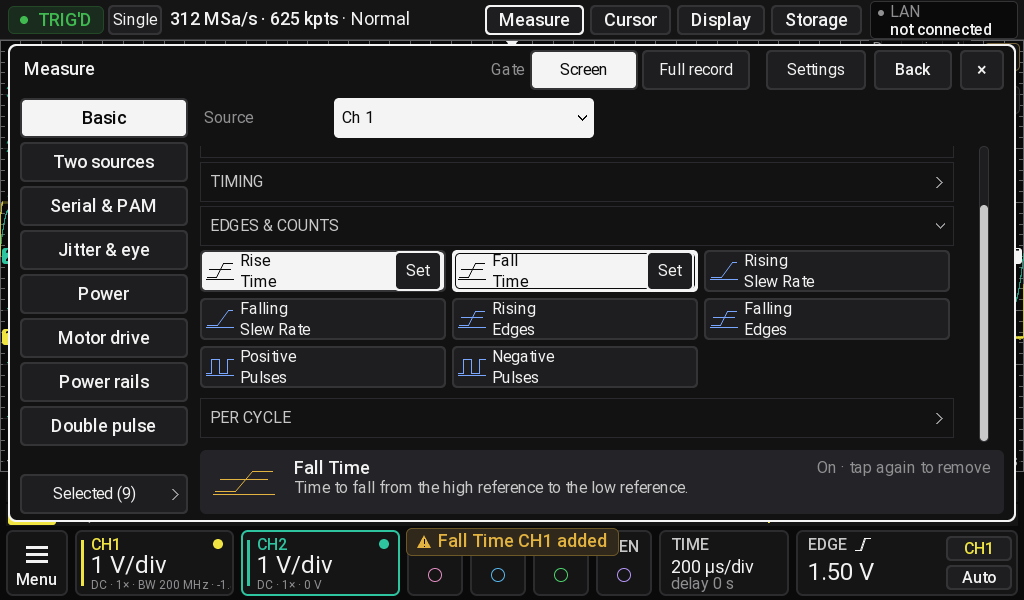 TRIG'D
Single
312 MSa/s · 625 kpts · Normal
Measure
Cursor
Display
Storage
LAN
not connected
Measure
Gate
Screen
Full record
Settings
Back
×
Basic
Two sources
Serial & PAM
Jitter & eye
Power
Motor drive
Power rails
Double pulse
Selected (9)
Source
Ch 1
TIMING
EDGES & COUNTS
Rise
Time
Set
Fall
Time
Set
Rising
Slew Rate
Falling
Slew Rate
Rising
Edges
Falling
Edges
Positive
Pulses
Negative
Pulses
PER CYCLE
Fall Time
On · tap again to remove
Time to fall from the high reference to the low reference.
Menu
CH1
1 V/div
DC · 1× · BW 200 MHz · -1.
CH2
1 V/div
DC · 1× · 0 V
Fall Time CH1 added
EN
TIME
200 µs/div
delay 0 s
EDGE
1.50 V
CH1
Auto